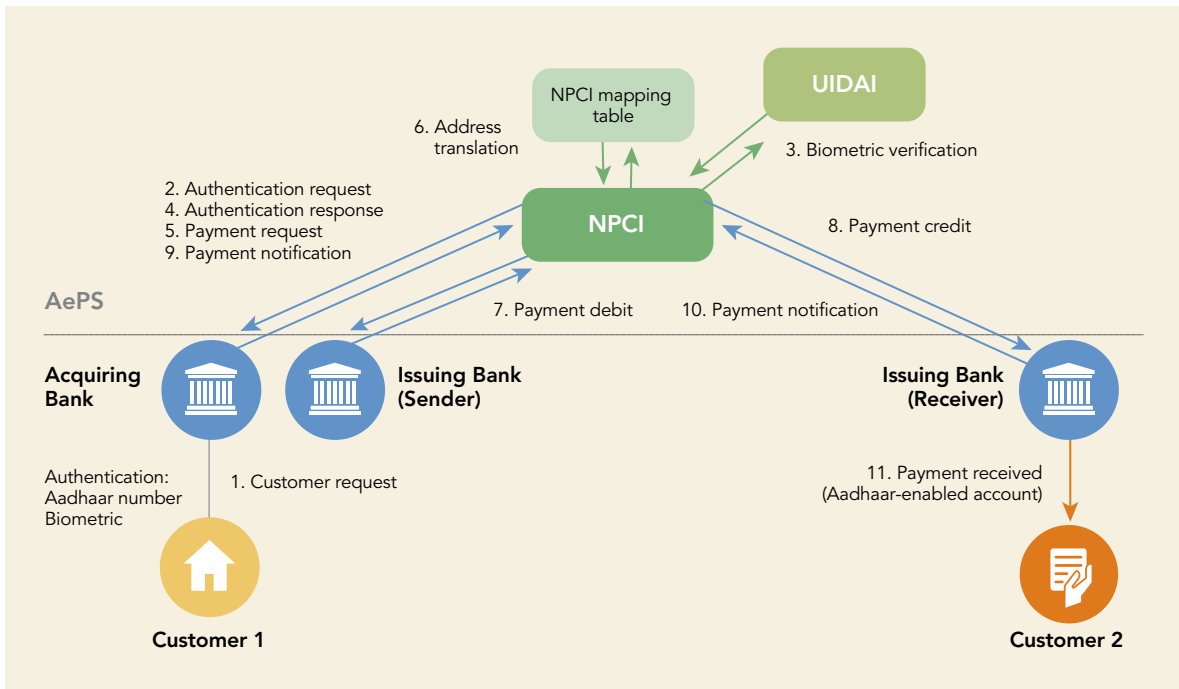 UIDAI
NPCI mapping
table
6. Address
translation
3. Biometric verification
2. Authentication request
4. Authentication response
5. Payment request
9. Payment notification
NPCI
8. Payment credit
AePS
7. Payment debit
10. Payment notification
Acquiring
Bank
Issuing Bank
(Sender)
Issuing Bank
(Receiver)
Authentication:
Aadhaar number
Biometric
1. Customer request
11. Payment received
(Aadhaar-enabled account)
Customer 1
Customer 2